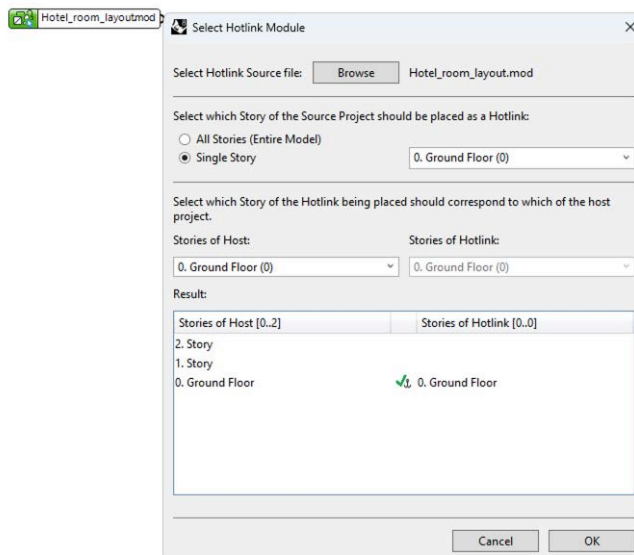 Hotel_room_layoutmod
Select Hotlink Module
Select Hotlink Source file: Browse Hotel_room_layout.mod
Select which Story of the Source Project should be placed as a Hotlink:
All Stories (Entire Model)
Single Story 0. Ground Floor (0)
Select which Story of the Hotlink being placed should correspond to which of the host
project.
Stories of Host: Stories of Hotlink:
0. Ground Floor (0) 0. Ground Floor (0)
Result:
Stories of Host [0..2] Stories of Hotlink [0..0]
2. Story
1. Story
0. Ground Floor 0. Ground Floor
Cancel OK